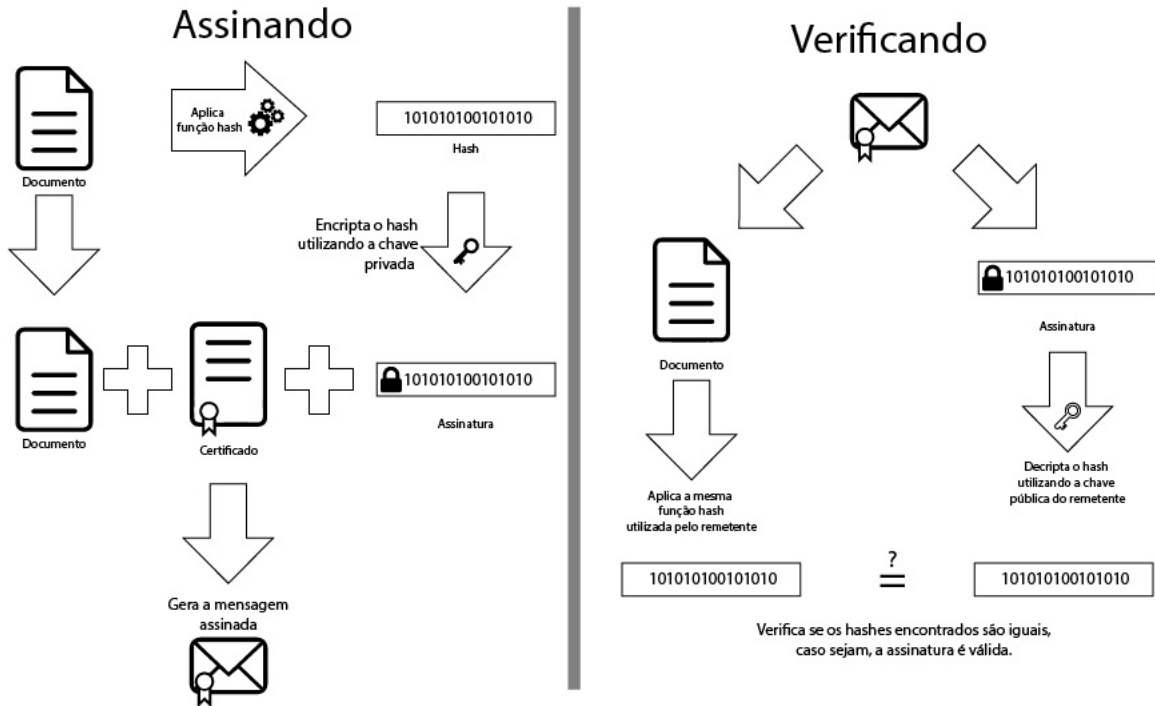 Assinando
Aplica
função hash
101010100101010
Hash
Documento
Encripta o hash
utilizando a chave
privada
Documento
Certificado
101010100101010
Assinatura
Gera a mensagem
assinada
Verificando
Documento
101010100101010
Assinatura
Aplica a mesma
função hash
utilizada pelo remetente
Decripta o hash
utilizando a chave
pública do remetente
101010100101010
?
=
101010100101010
Verifica se os hashes encontrados são iguais,
caso sejam, a assinatura é válida.